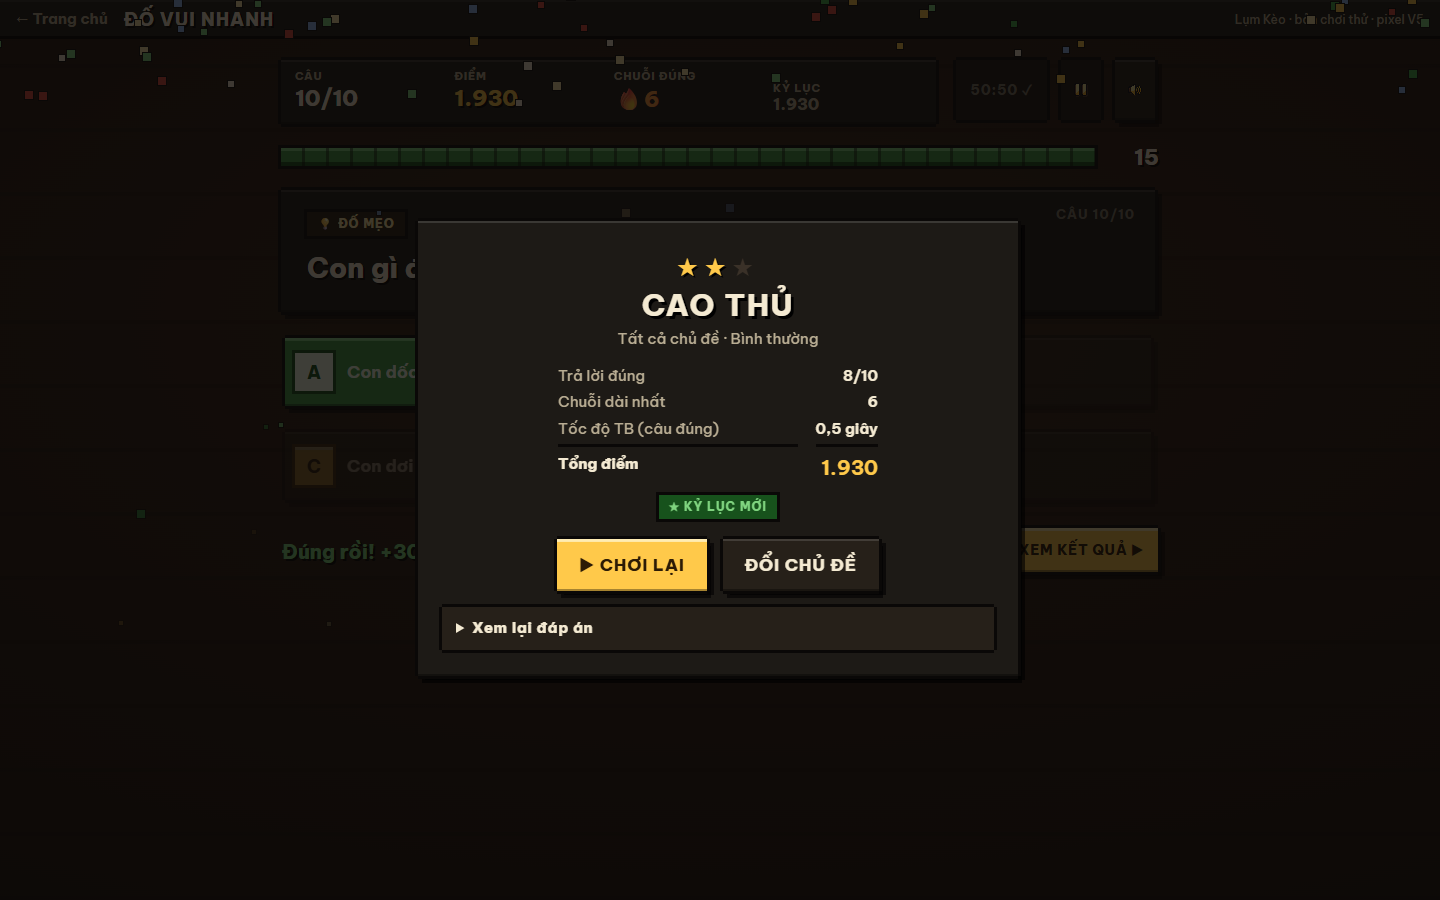 ← Trang chủ ĐỐ VUI NHANH
Lụm Kèo · bản chơi thử · pixel V5
CÂU
10/10
ĐIỂM
1.930
CHUỖI ĐÚNG
6
KỶ LỤC
1.930
50:50 ✓
15
ĐỐ MẸO
CÂU 10/10
Con gì
★ ★ ★
CAO THỦ
Tất cả chủ đề · Bình thường
Trả lời đúng 8/10
Chuỗi dài nhất 6
Tốc độ TB (câu đúng) 0,5 giây
Tổng điểm 1.930
★ KỶ LỤC MỚI
▶ CHƠI LẠI
ĐỔI CHỦ ĐỀ
▶ Xem lại đáp án
A Con dốc
C Con dơi
Đúng rồi! +30
XEM KẾT QUẢ ▶